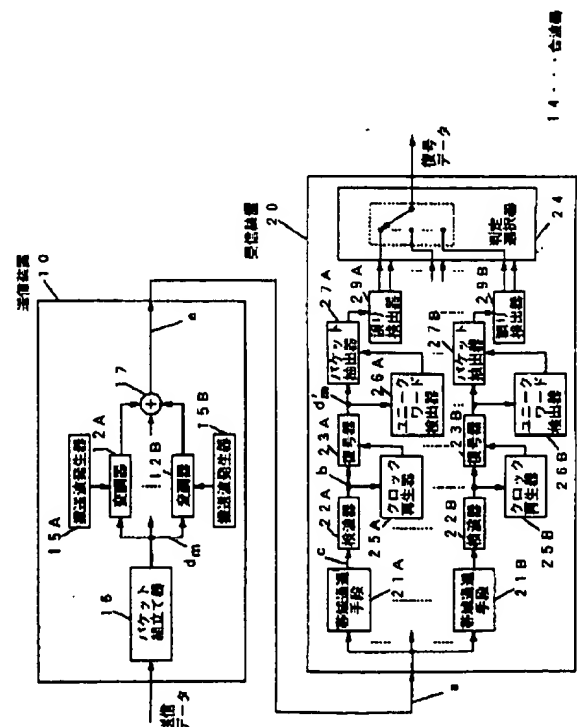 送信装置
10
送信
データ
16
パケット
組立て器
dm
15A
搬送波発生器
12A
変調器
12B
変調器
15B
搬送波発生器
17
a
受信装置
20
a
21A
帯域通過
手段
c
22A
検波器
b
23A
復号器
d'm
25A
クロック
再生器
26A
ユニーク
ワード
検出器
27A
パケット
抽出器
29A
誤り検出器
21B
帯域通過
手段
22B
検波器
23B
復号器
25B
クロック
再生器
26B
ユニーク
ワード
検出器
27B
パケット
抽出器
29B
誤り検出器
判定
選択器
24
復号
データ
14・・・合波器